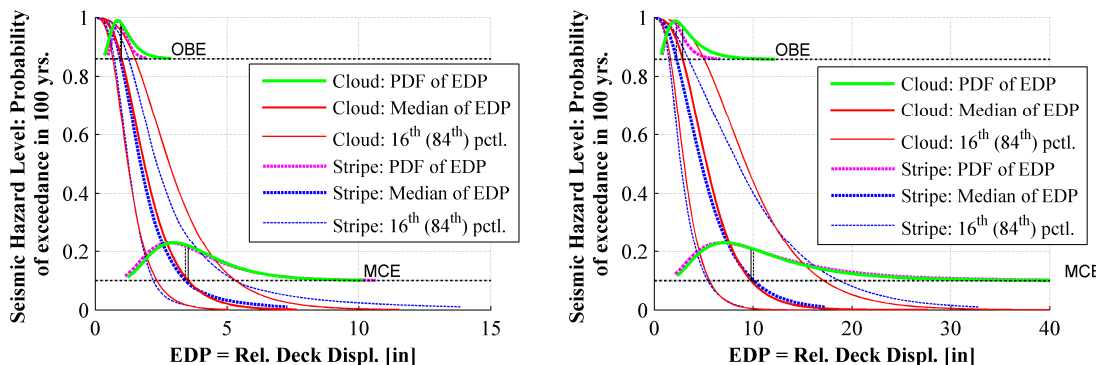 Seismic Hazard Level: Probability
of exceedance in 100 yrs.
1
0.8
0.6
0.4
0.2
0
0
5
10
15
EDP = Rel. Deck Displ. [in]
OBE
MCE
Cloud: PDF of EDP
Cloud: Median of EDP
Cloud: 16th (84th) pctl.
Stripe: PDF of EDP
Stripe: Median of EDP
Stripe: 16th (84th) pctl.
Seismic Hazard Level: Probability
of exceedance in 100 yrs.
1
0.8
0.6
0.4
0.2
0
0
10
20
30
40
EDP = Rel. Deck Displ. [in]
OBE
MCE
Cloud: PDF of EDP
Cloud: Median of EDP
Cloud: 16th (84th) pctl.
Stripe: PDF of EDP
Stripe: Median of EDP
Stripe: 16th (84th) pctl.